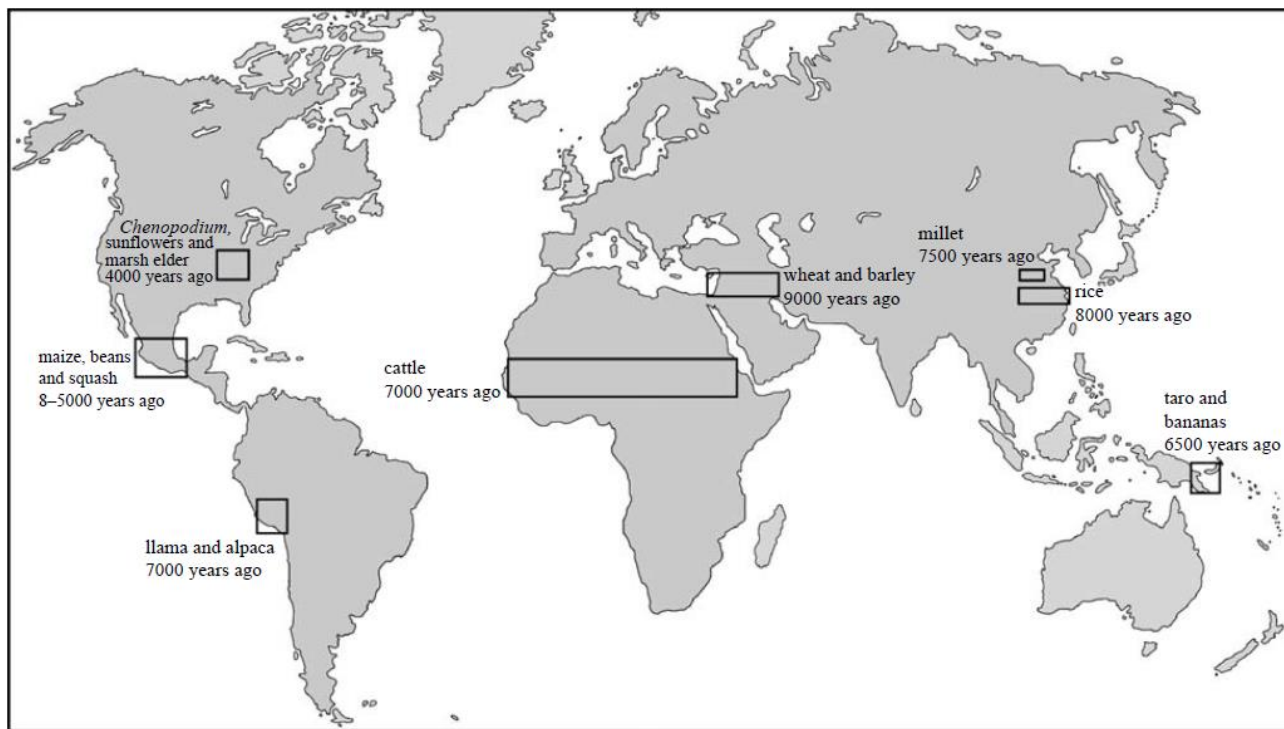 Chenopodium,
sunflowers and
marsh elder
4000 years ago
maize, beans
and squash
8–5000 years ago
llama and alpaca
7000 years ago
cattle
7000 years ago
wheat and barley
9000 years ago
millet
7500 years ago
rice
8000 years ago
taro and
bananas
6500 years ago